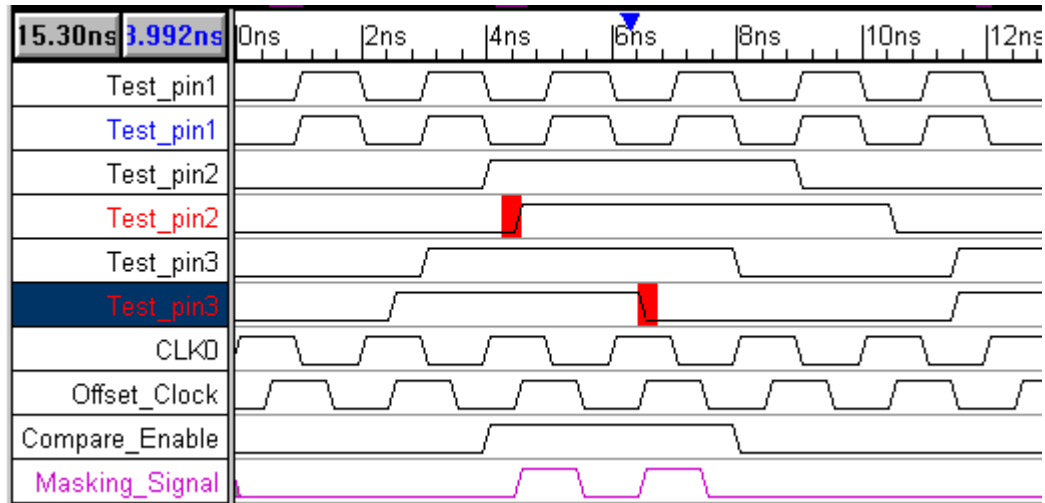 15.30ns 3.992ns 0ns 2ns 4ns 6ns 8ns 10ns 12ns
Test_pin1
Test_pin1
Test_pin2
Test_pin2
Test_pin3
Test_pin3
CLK0
Offset_Clock
Compare_Enable
Masking_Signal